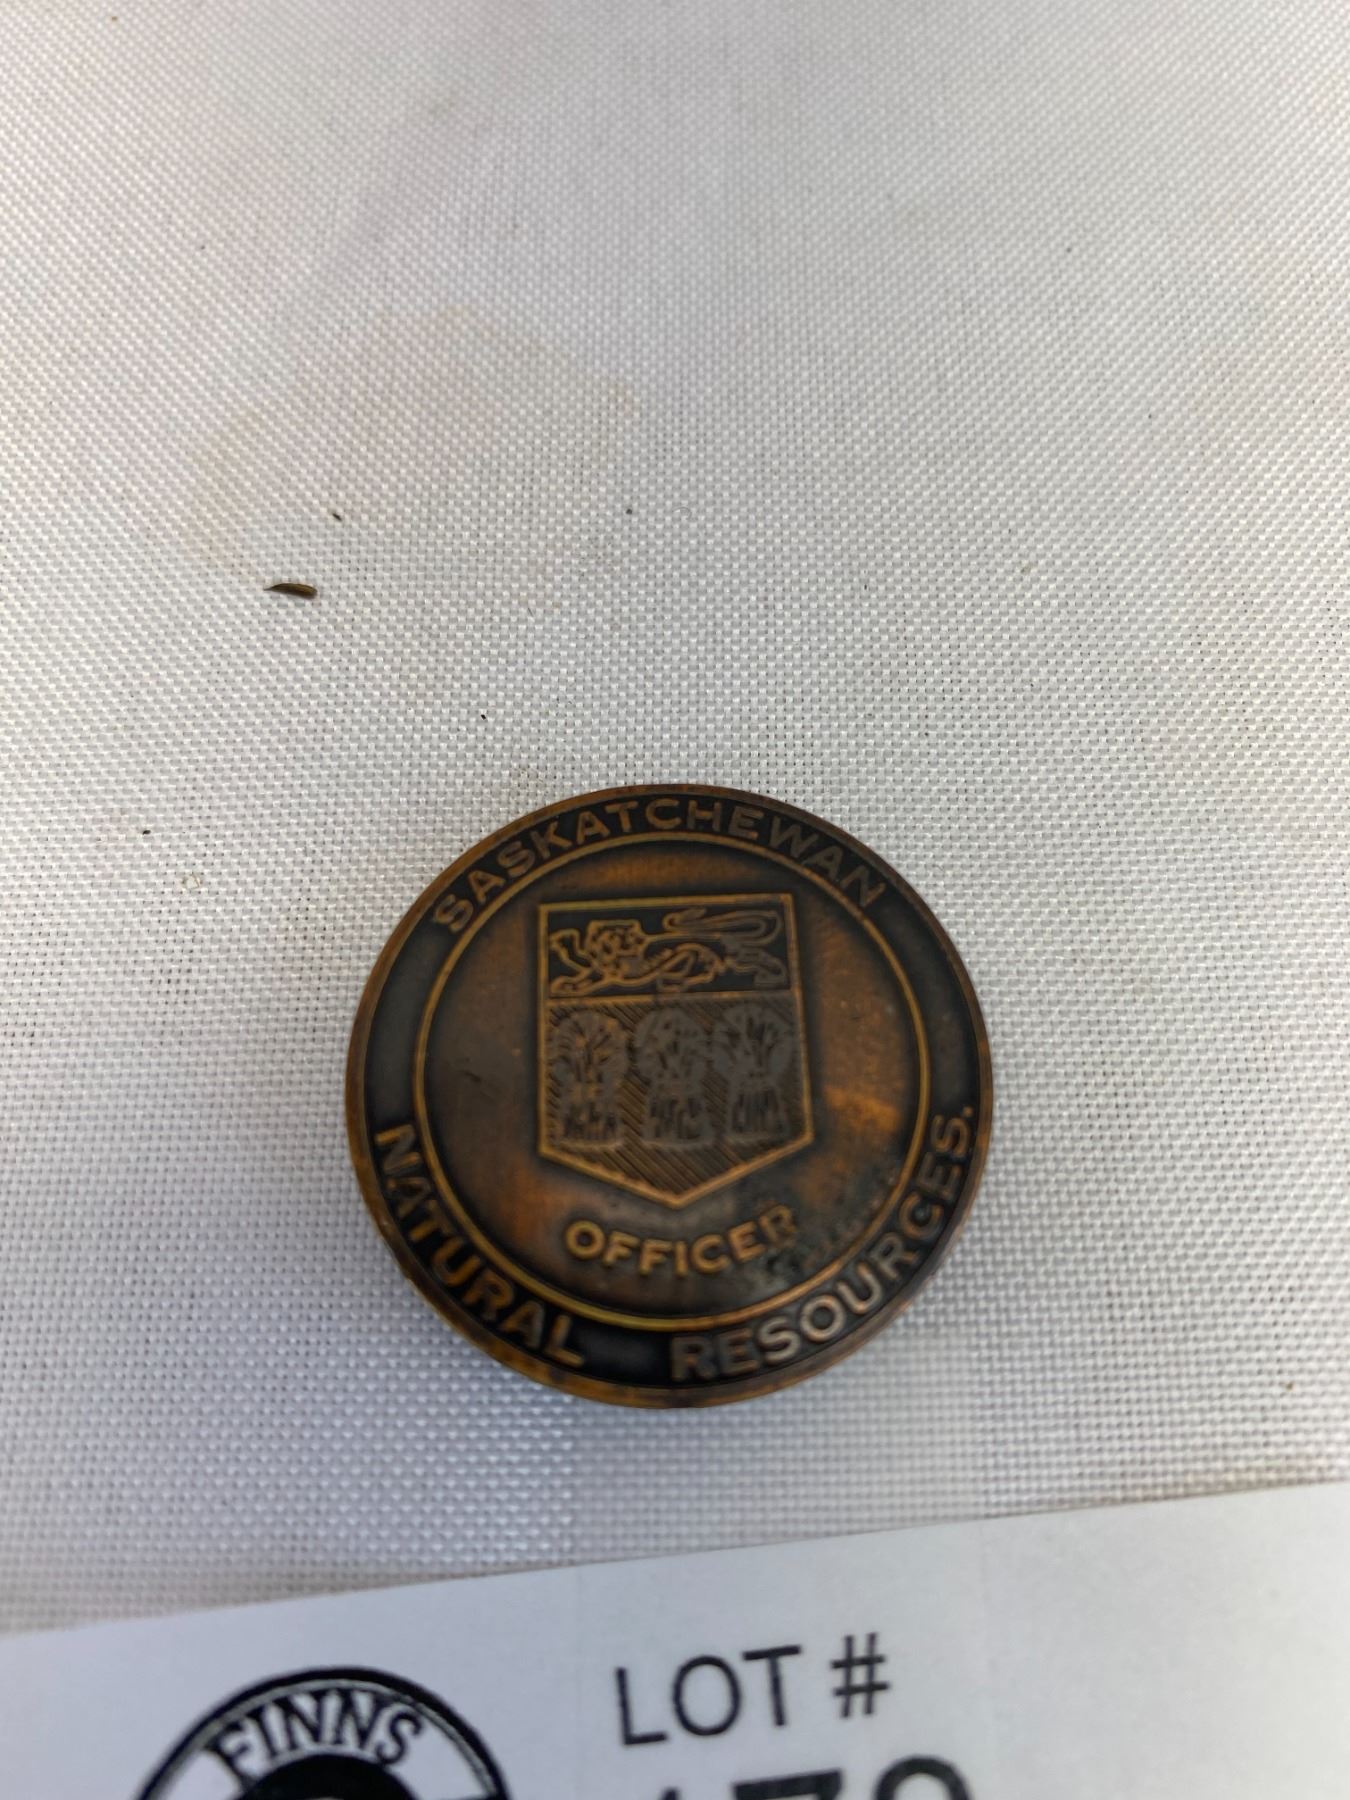 SASKATCHEWAN
OFFICER
NATURAL RESOURCES.
FINNS
LOT #